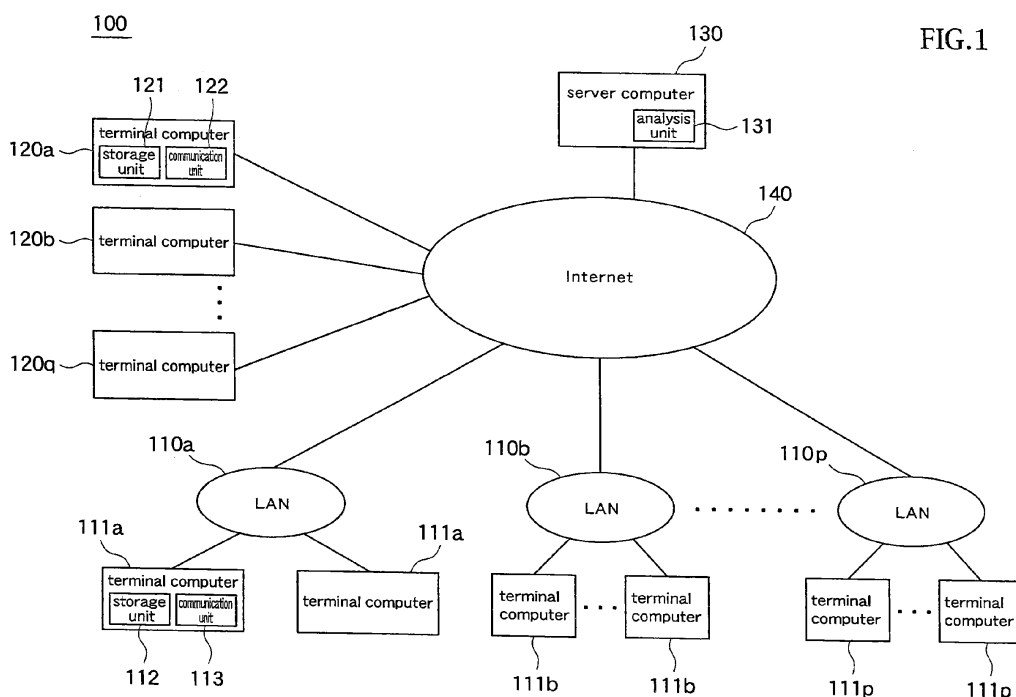 100
FIG.1
130
server computer
analysis
unit
131
121
122
120a
terminal computer
storage
unit
communication
unit
140
120b
terminal computer
Internet
120q
terminal computer
110a
LAN
110b
LAN
110p
LAN
111a
terminal computer
storage
unit
communication
unit
112
113
111a
terminal computer
terminal
computer
terminal
computer
111b
111b
terminal
computer
terminal
computer
111p
111p